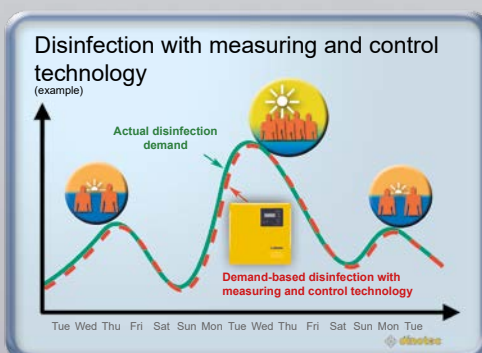 Disinfection with measuring and control
technology
(example)
Actual disinfection
demand
Demand-based disinfection with
measuring and control technology
Tue Wed Thu Fri Sat Sun Mon Tue Wed Thu Fri Sat Sun Mon Tue
dinotec